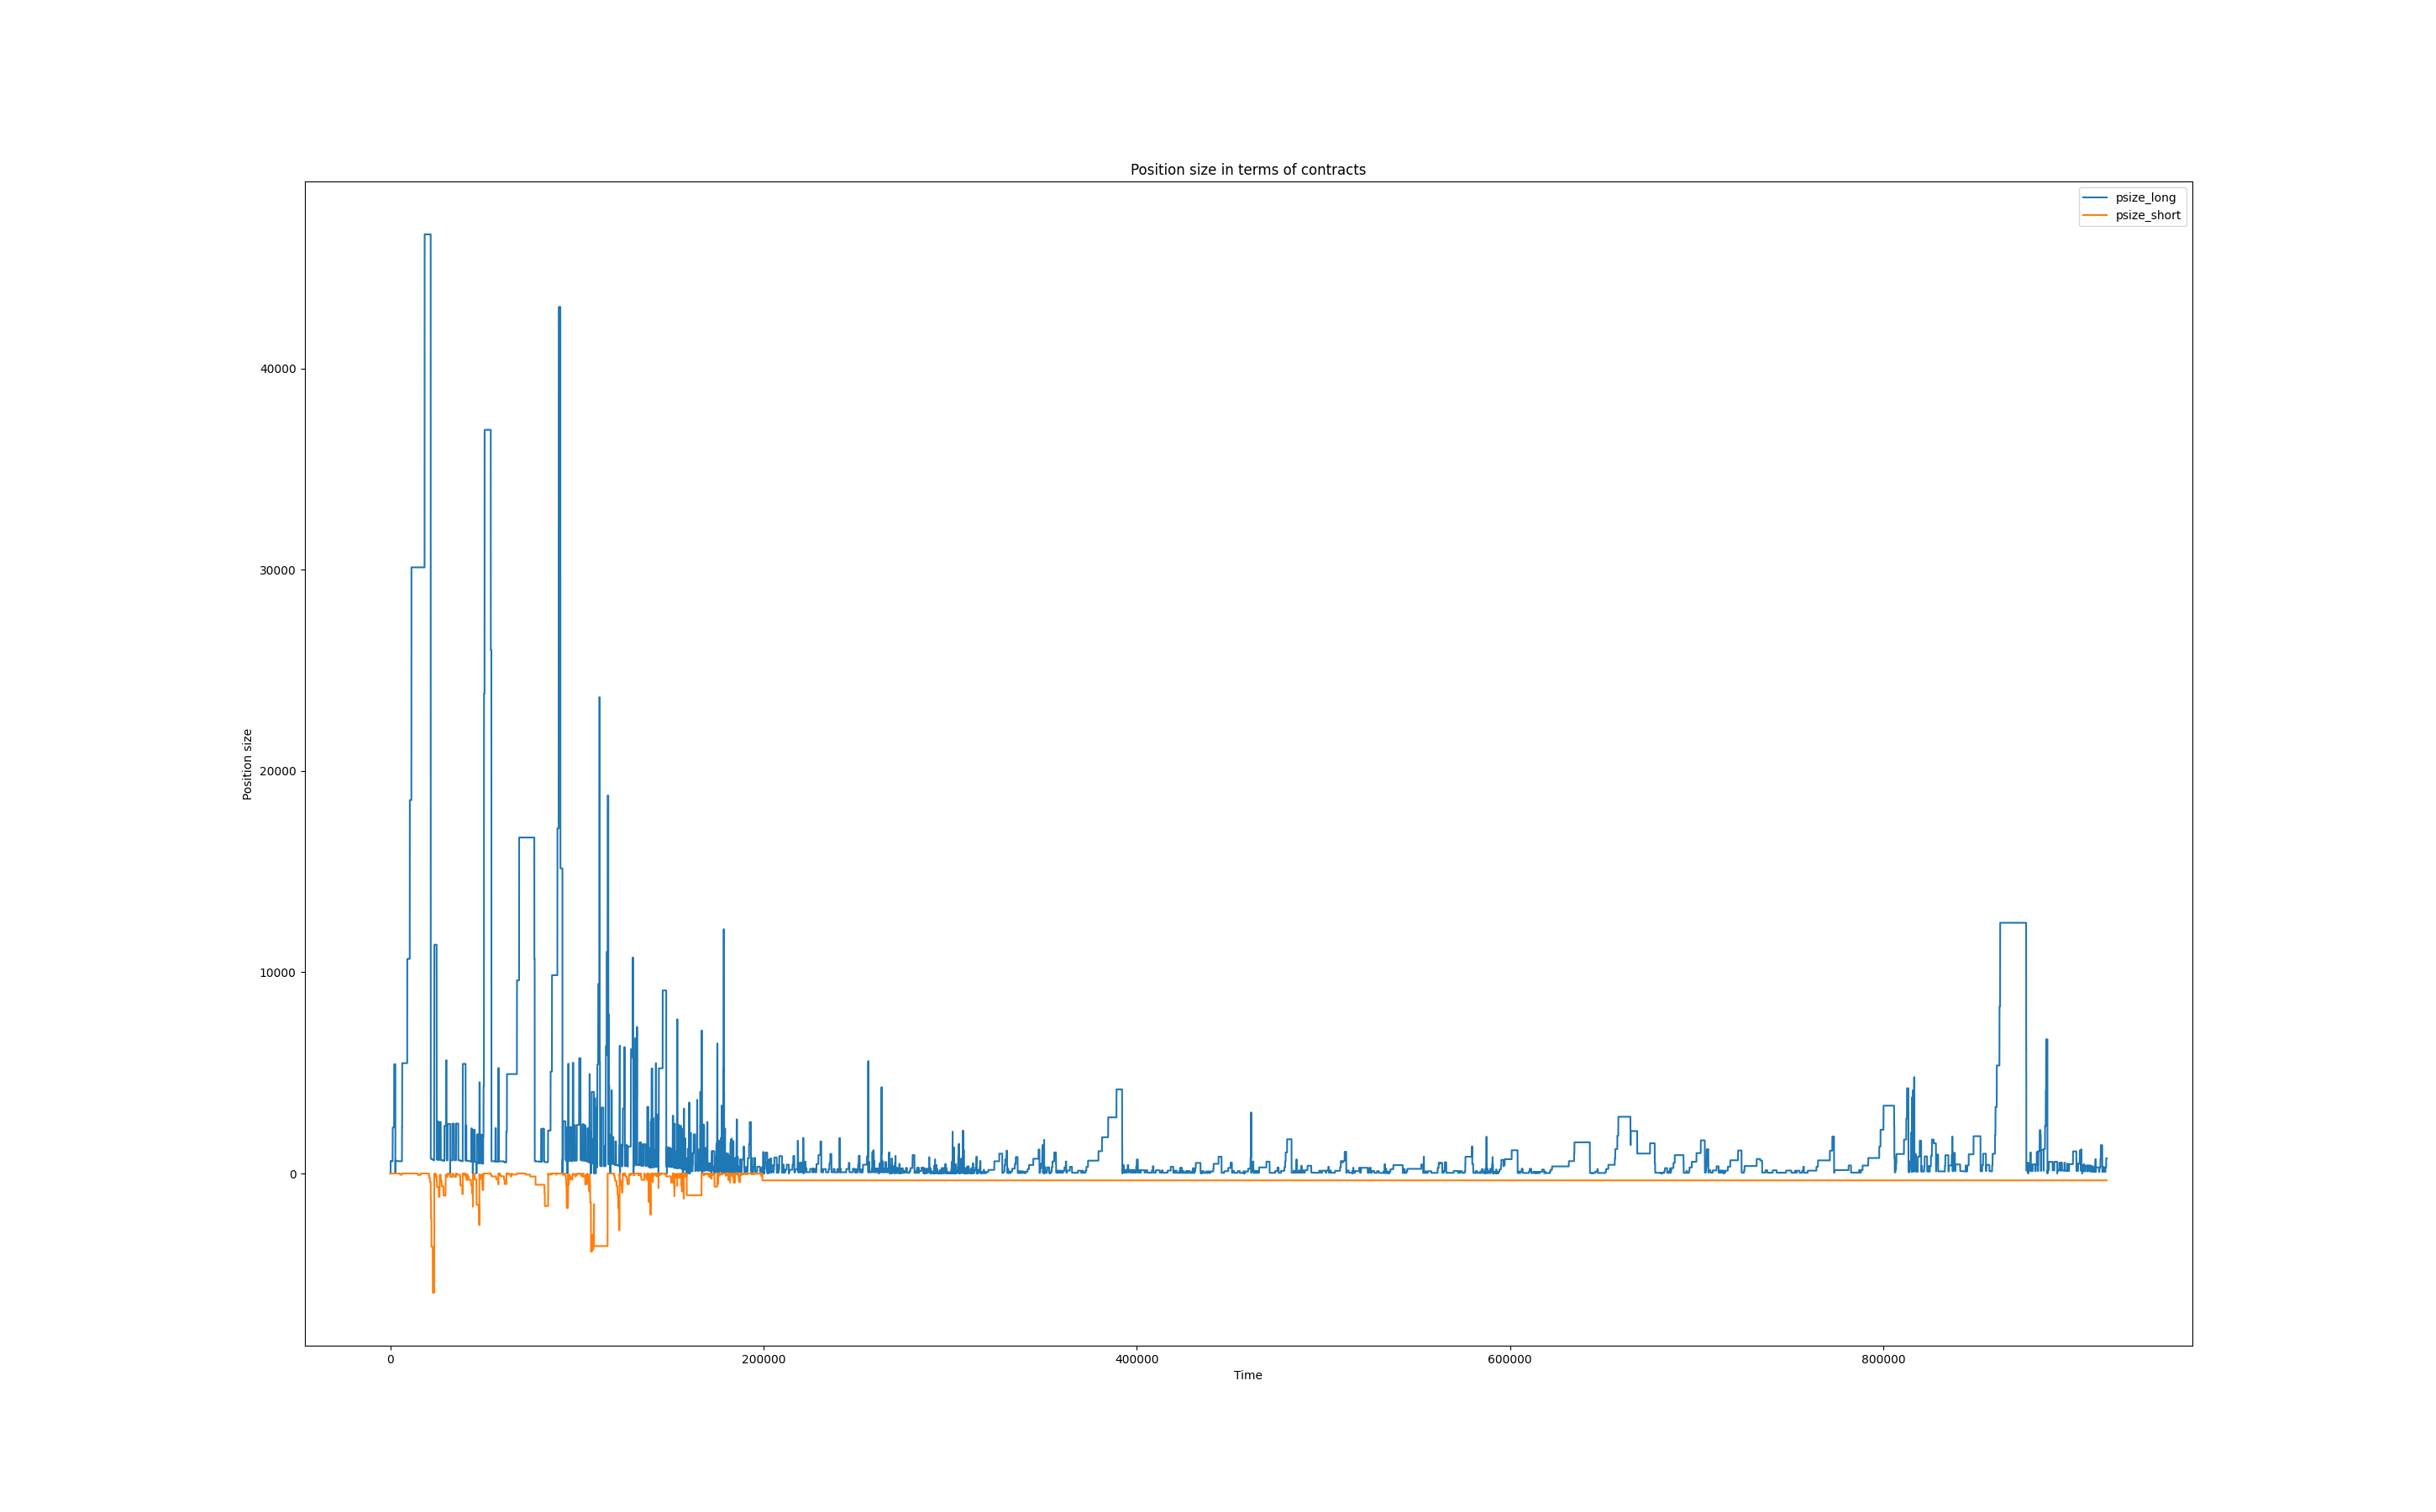 Position size in terms of contracts
psize_long
psize_short
40000
30000
20000
10000
0
Position size
0
200000
400000
600000
800000
Time